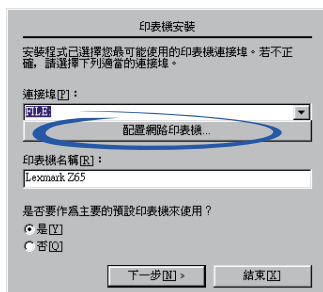 印表機安裝
安裝程式已選擇您最可能使用的印表機連接埠。若不正
確，請選擇下列適當的連接埠。
連接埠[P]：
FILE:
配置網路印表機...
印表機名稱[R]：
Lexmark Z65
是否要作為主要的預設印表機來使用？
是[Y]
否[O]
下一步[N] >
結束[X]